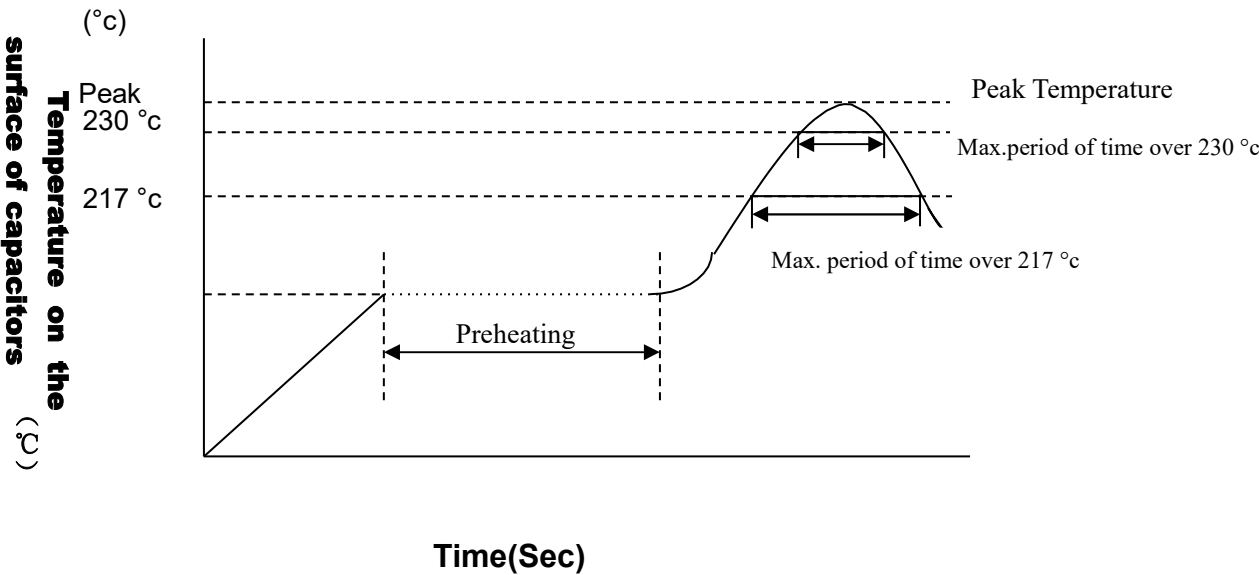 (°c)
Temperature on the
surface of capacitors (℃)
Peak
230 °c
217 °c
Peak Temperature
Max.period of time over 230 °c
Max. period of time over 217 °c
Preheating
Time(Sec)